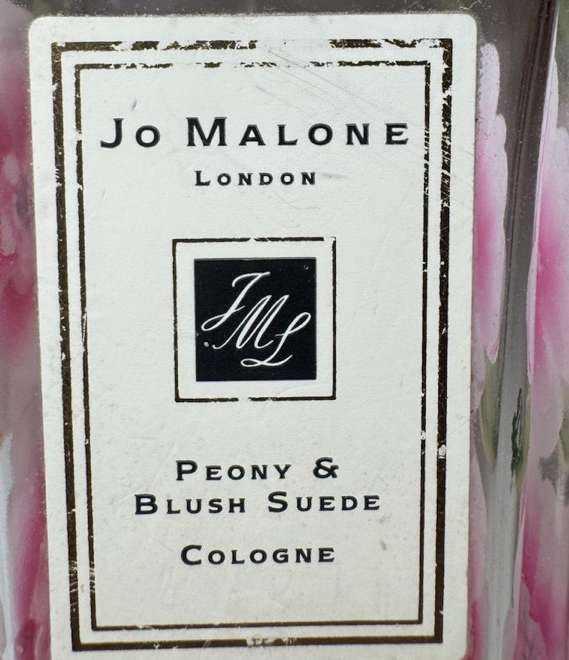 JO MALONE
LONDON
JML
PEONY &
BLUSH SUEDE
COLOGNE